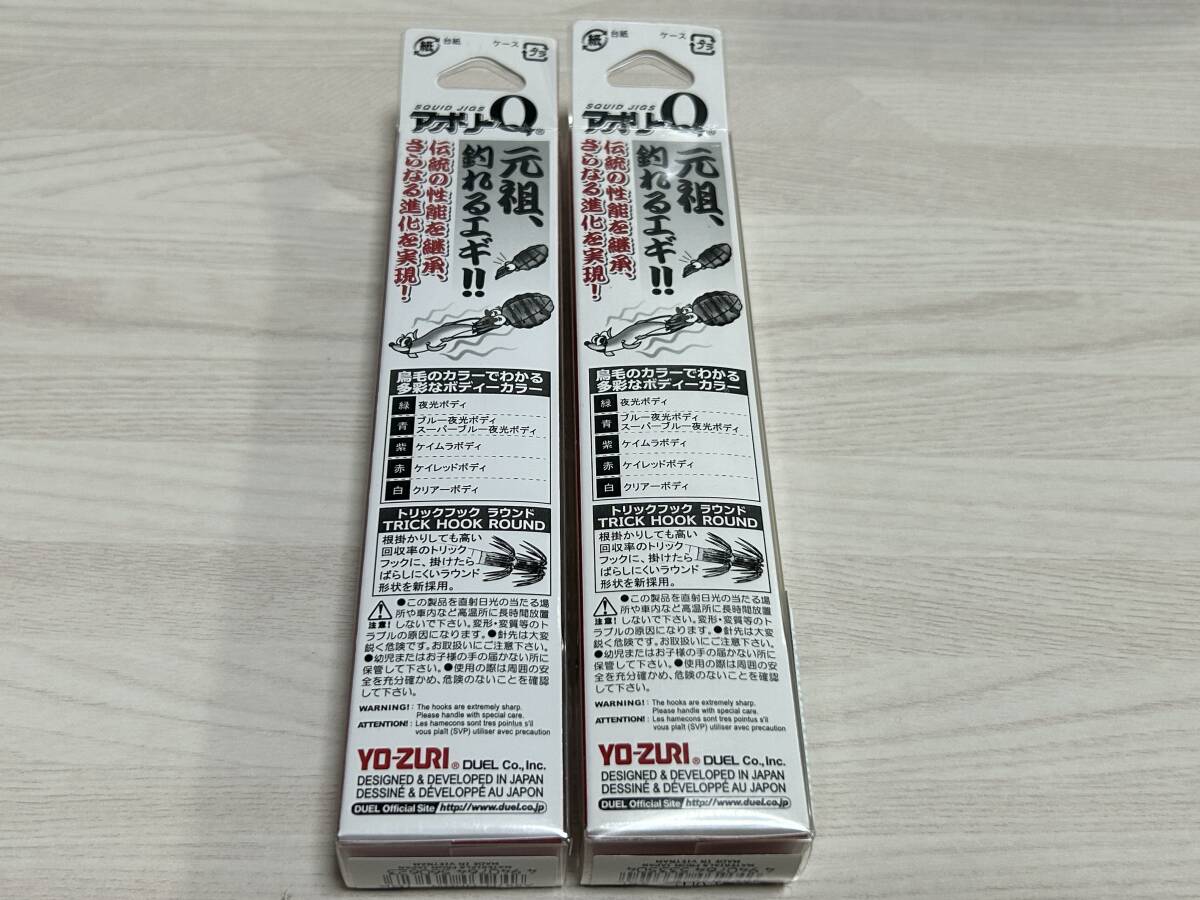 紙 台紙 ケース プラ
SQUID JIGS
アオリーQ®
元祖、
釣れるエギ!!
伝統の性能を継承、
さらなる進化を実現!
鳥毛のカラーでわかる
多彩なボディーカラー
緑 夜光ボディ
青 ブルー夜光ボディ
スーパーブルー夜光ボディ
紫 ケイムラボディ
赤 ケイレッドボディ
白 クリアーボディ
トリックフック ラウンド
TRICK HOOK ROUND
根掛かりしても高い
回収率のトリック
フックに、掛けたら
ばらしにくいラウンド
形状を新採用。
注意! ●この製品を直射日光の当たる場
所や車内など高温所に長時間放置
しないで下さい。変形・変質等のト
ラブルの原因になります。●針先は大変
鋭く危険です。お取扱いにご注意下さい。
●幼児またはお子様の手の届かない所に
保管して下さい。●使用の際は周囲の安
全を充分確かめ、危険のないことを確認
して下さい。
WARNING! : The hooks are extremely sharp.
Please handle with special care.
ATTENTION! : Les hamecons sont tres pointus s'il
vous plaît (SVP) utiliser avec precaution
YO-ZURI® DUEL Co., Inc.
DESIGNED & DEVELOPED IN JAPAN
DESSINÉ & DÉVELOPPÉ AU JAPON
DUEL Official Site http://www.duel.co.jp
MATERIALS FROM JAPAN
MADE IN VIETNAM
紙 台紙 ケース プラ
SQUID JIGS
アオリーQ®
元祖、
釣れるエギ!!
伝統の性能を継承、
さらなる進化を実現!
鳥毛のカラーでわかる
多彩なボディーカラー
緑 夜光ボディ
青 ブルー夜光ボディ
スーパーブルー夜光ボディ
紫 ケイムラボディ
赤 ケイレッドボディ
白 クリアーボディ
トリックフック ラウンド
TRICK HOOK ROUND
根掛かりしても高い
回収率のトリック
フックに、掛けたら
ばらしにくいラウンド
形状を新採用。
注意! ●この製品を直射日光の当たる場
所や車内など高温所に長時間放置
しないで下さい。変形・変質等のト
ラブルの原因になります。●針先は大変
鋭く危険です。お取扱いにご注意下さい。
●幼児またはお子様の手の届かない所に
保管して下さい。●使用の際は周囲の安
全を充分確かめ、危険のないことを確認
して下さい。
WARNING! : The hooks are extremely sharp.
Please handle with special care.
ATTENTION! : Les hamecons sont tres pointus s'il
vous plaît (SVP) utiliser avec precaution
YO-ZURI® DUEL Co., Inc.
DESIGNED & DEVELOPED IN JAPAN
DESSINÉ & DÉVELOPPÉ AU JAPON
DUEL Official Site http://www.duel.co.jp
MATERIALS FROM JAPAN
MADE IN VIETNAM